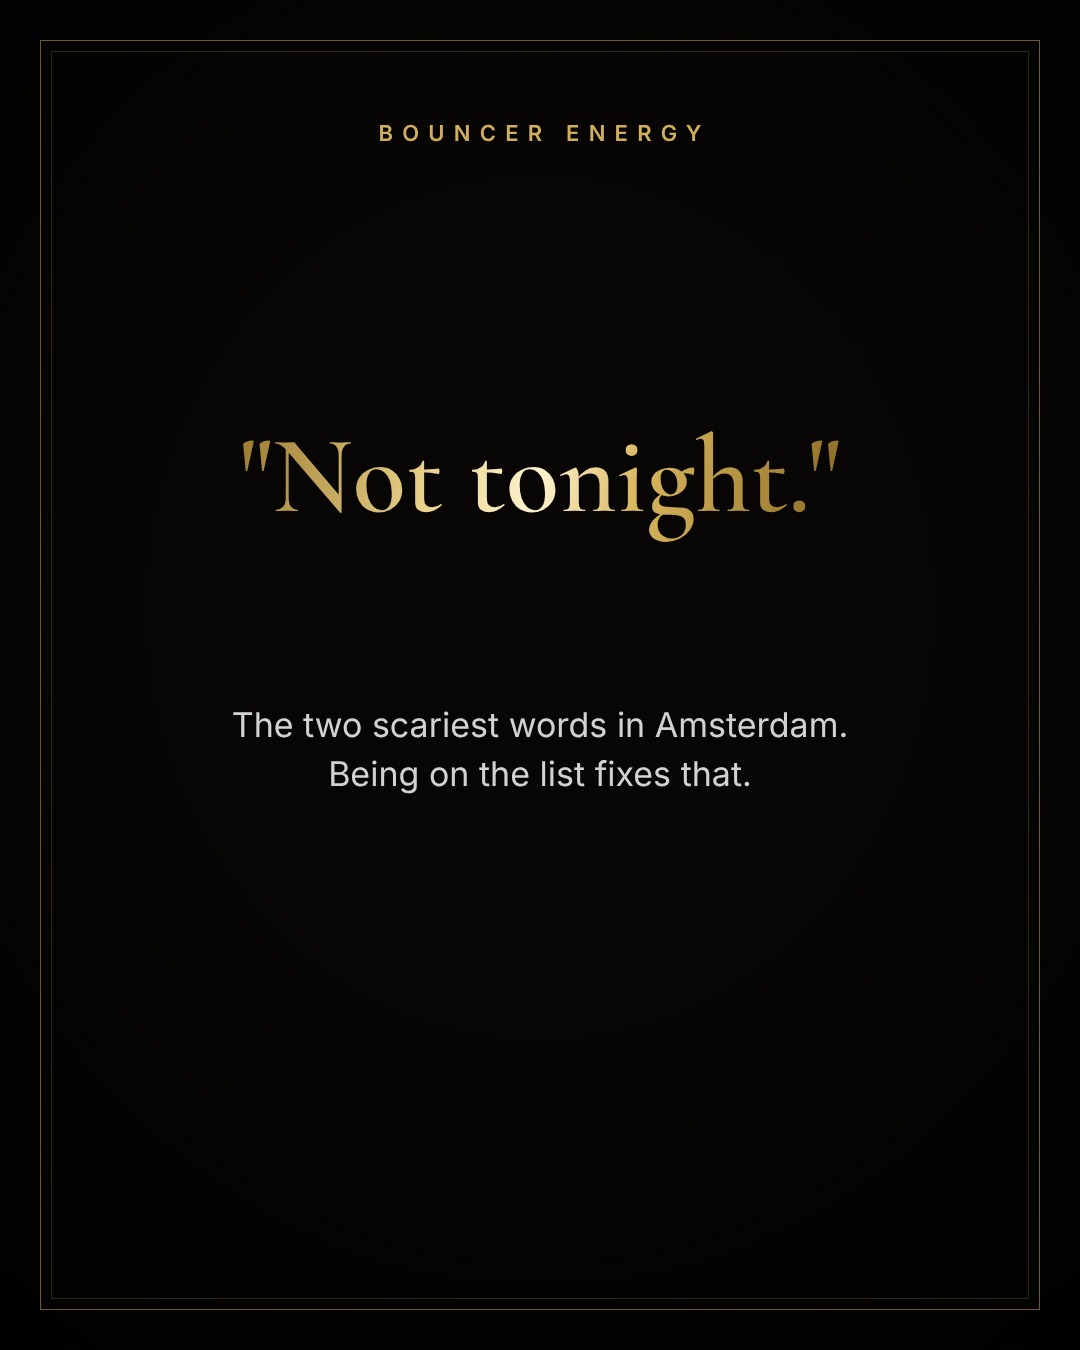 BOUNCER ENERGY
"Not tonight."
The two scariest words in Amsterdam.
Being on the list fixes that.